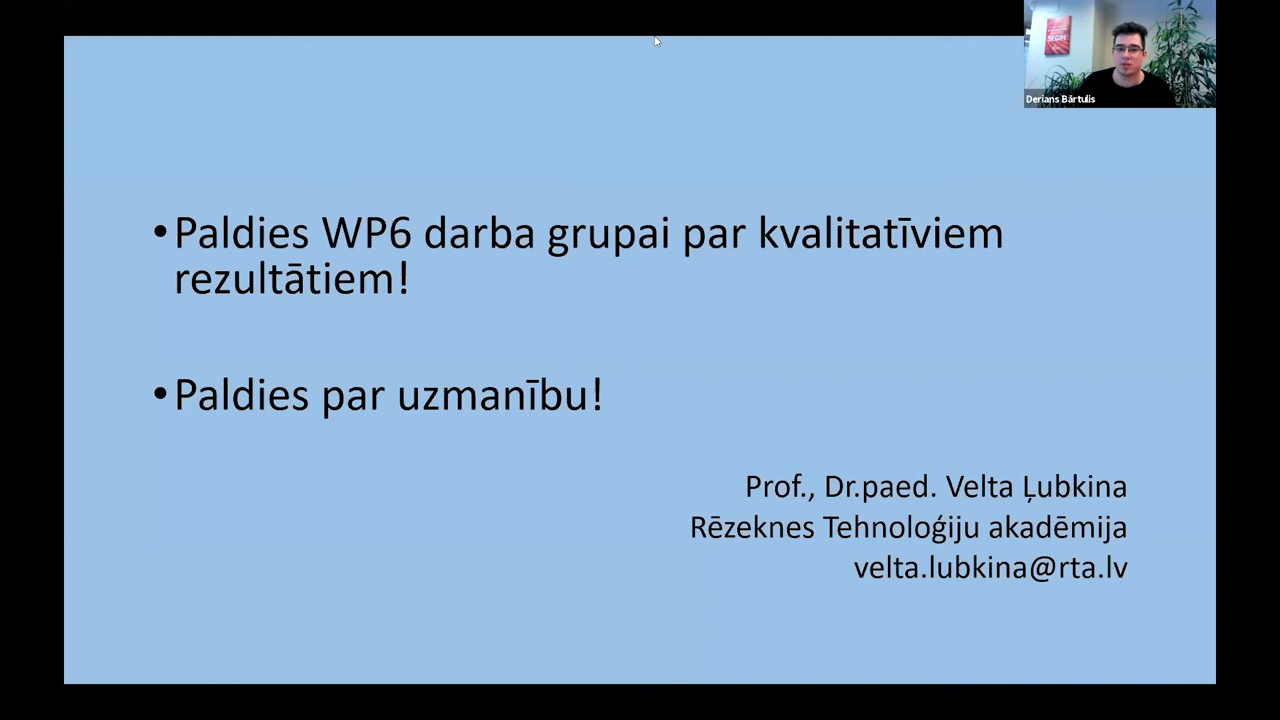 BEGIN
Derians Bārtulis
•Paldies WP6 darba grupai par kvalitatīviem
rezultātiem!
•Paldies par uzmanību!
Prof., Dr.paed. Velta Ļubkina
Rēzeknes Tehnoloģiju akadēmija
velta.lubkina@rta.lv